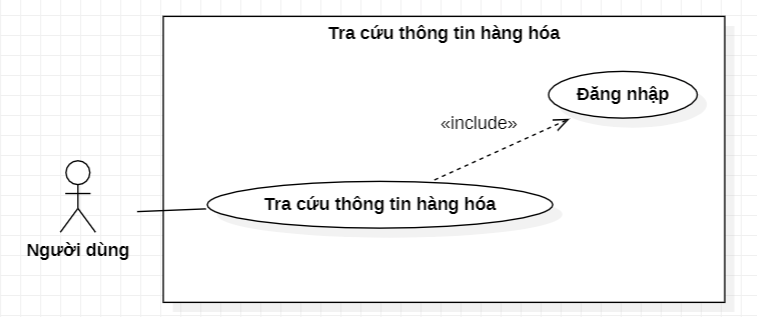 Tra cứu thông tin hàng hóa
Đăng nhập
«include»
Tra cứu thông tin hàng hóa
Người dùng